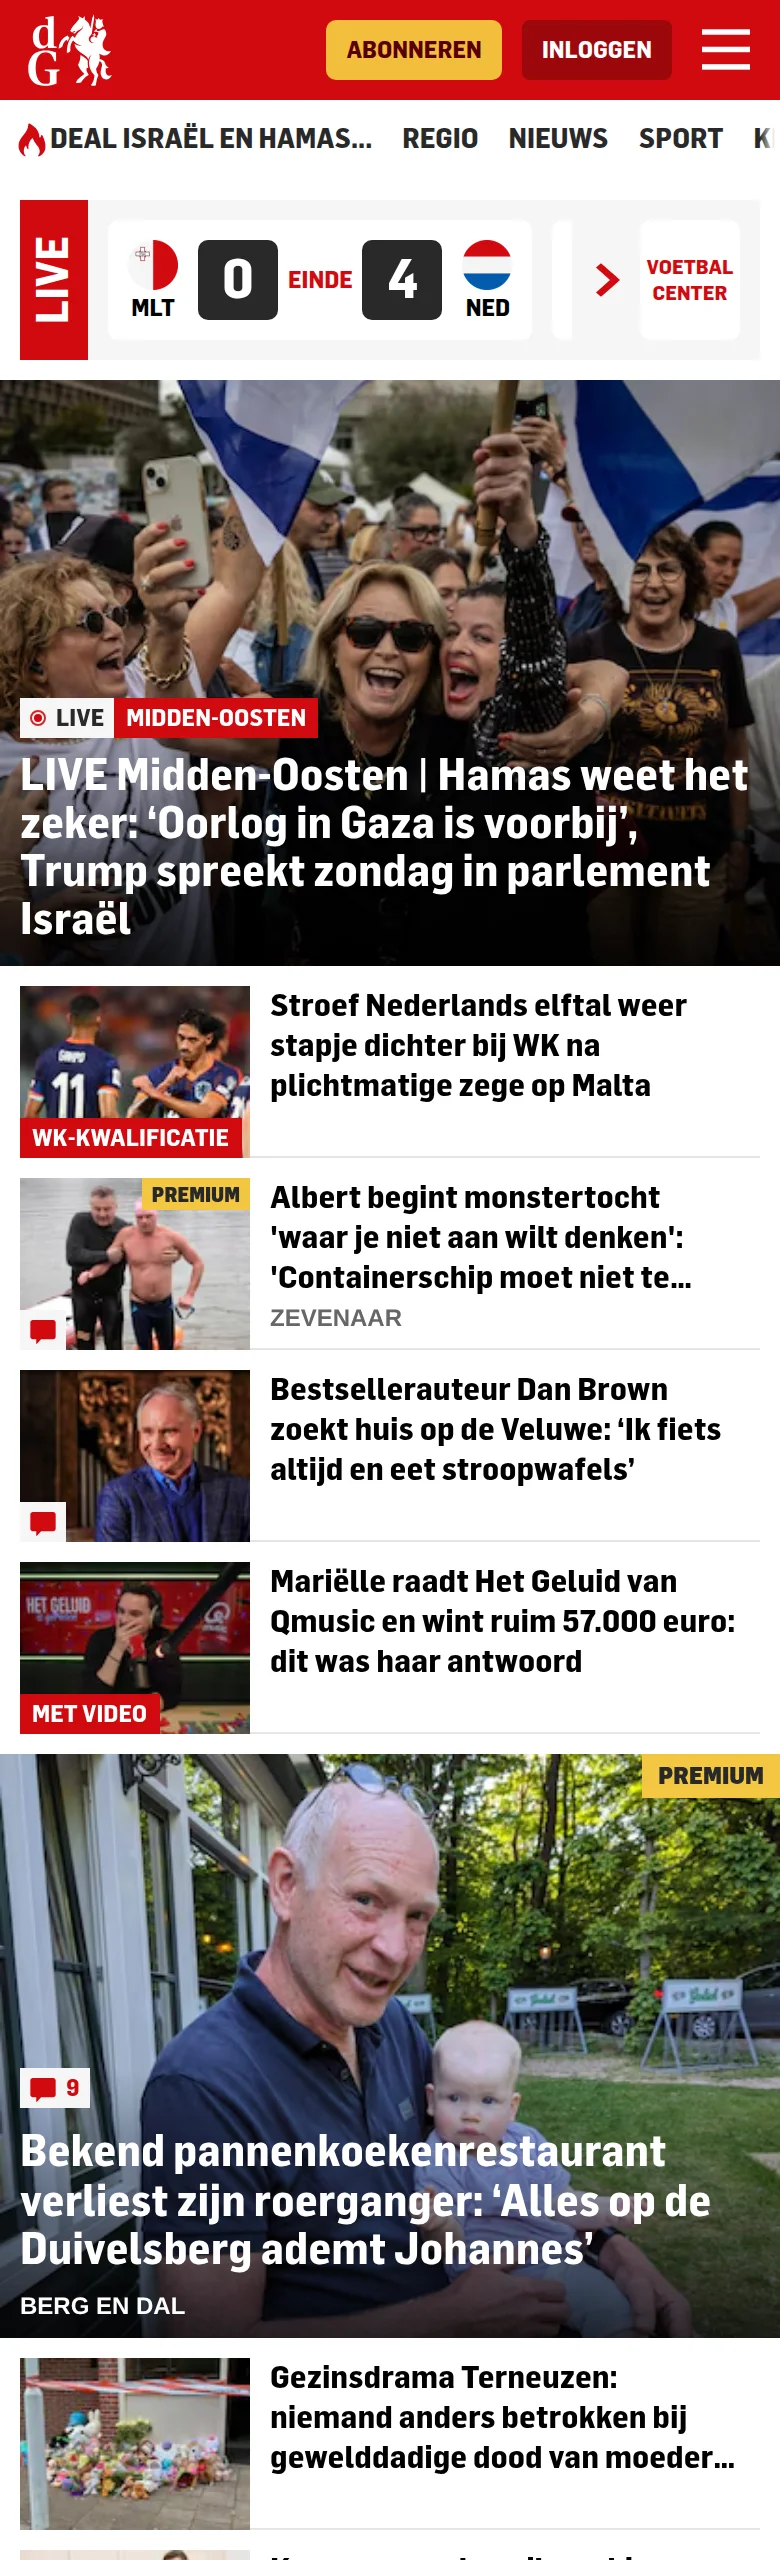 d
G
ABONNEREN
INLOGGEN
DEAL ISRAËL EN HAMAS...
REGIO
NIEUWS
SPORT
LIVE
MLT
0
EINDE
4
NED
VOETBAL
CENTER
LIVE
MIDDEN-OOSTEN
LIVE Midden-Oosten | Hamas weet het
zeker: ‘Oorlog in Gaza is voorbij’,
Trump spreekt zondag in parlement
Israël
11
WK-KWALIFICATIE
Stroef Nederlands elftal weer
stapje dichter bij WK na
plichtmatige zege op Malta
PREMIUM
Albert begint monstertocht
'waar je niet aan wilt denken':
'Containerschip moet niet te...
ZEVENAAR
Bestsellerauteur Dan Brown
zoekt huis op de Veluwe: ‘Ik fiets
altijd en eet stroopwafels’
HET GELUID
MET VIDEO
Mariëlle raadt Het Geluid van
Qmusic en wint ruim 57.000 euro:
dit was haar antwoord
PREMIUM
9
Bekend pannenkoekenrestaurant
verliest zijn roerganger: ‘Alles op de
Duivelsberg ademt Johannes’
BERG EN DAL
Gezinsdrama Terneuzen:
niemand anders betrokken bij
gewelddadige dood van moeder...